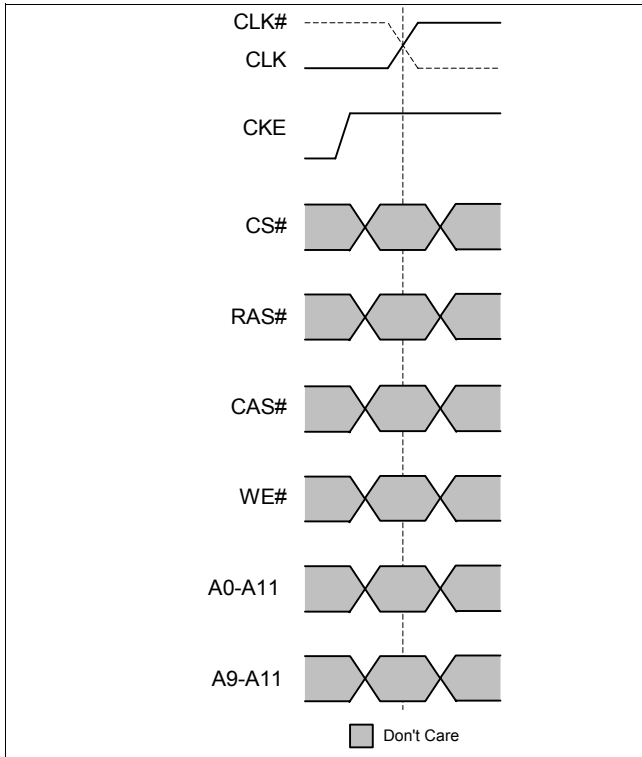 CLK#
CLK
CKE
CS#
RAS#
CAS#
WE#
A0-A11
A9-A11
Don't Care